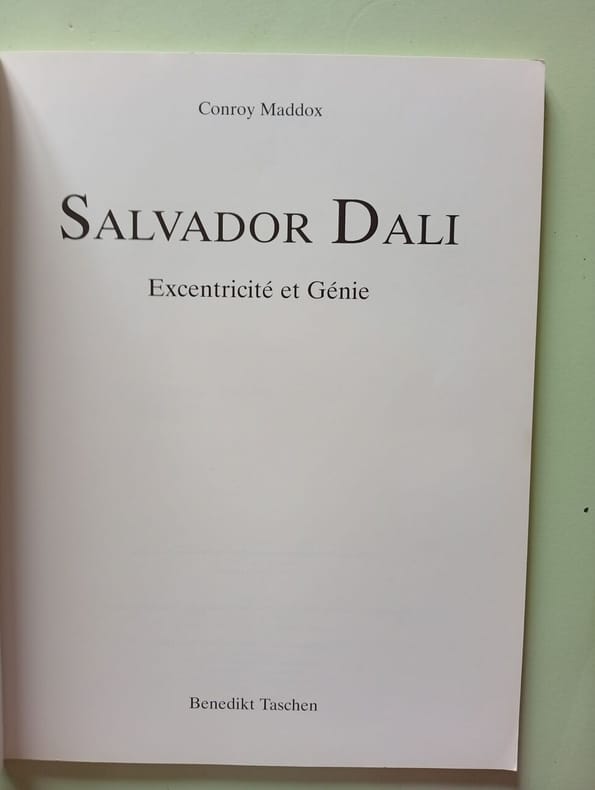 Conroy Maddox
SALVADOR DALI
Excentricité et Génie
Benedikt Taschen